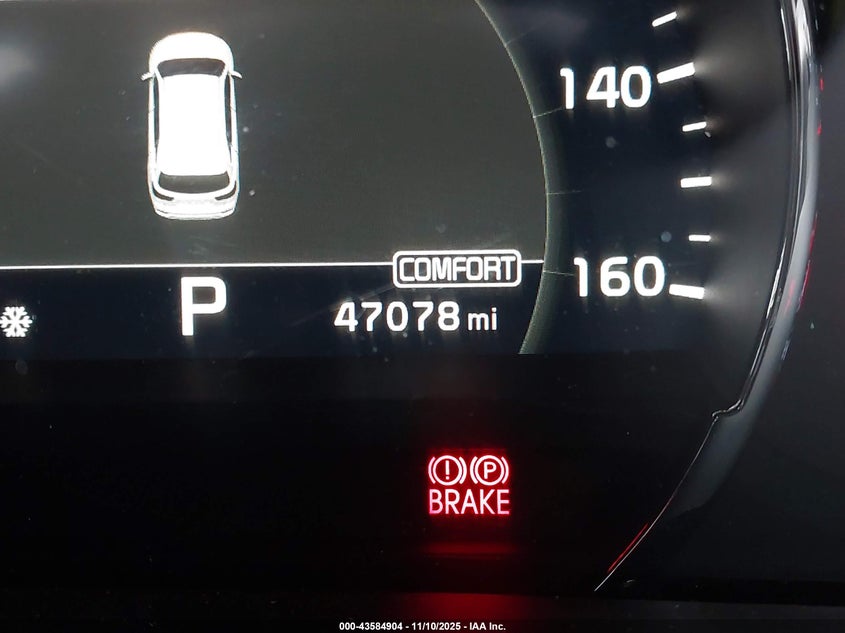 140
COMFORT
160
P
47078 mi
(!) (P)
BRAKE
000-43584904 - 11/10/2025 - IAA Inc.